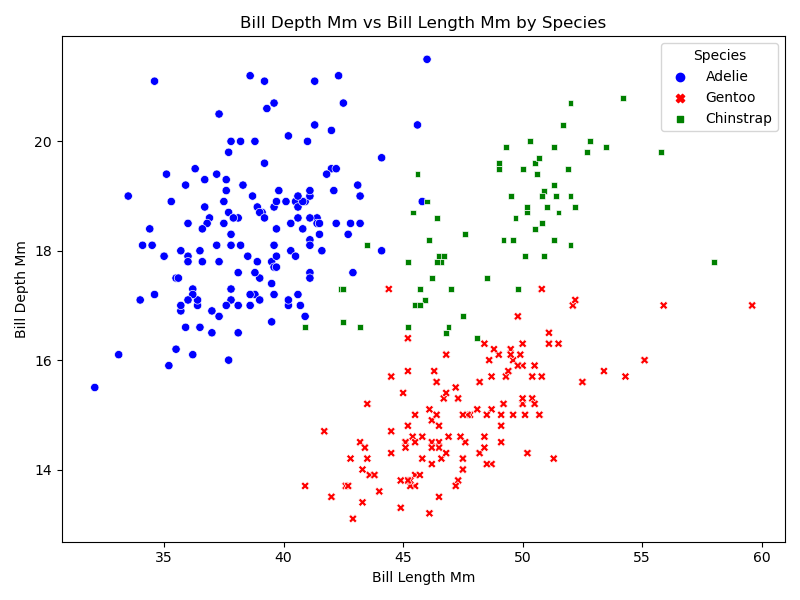 Bill Depth Mm vs Bill Length Mm by Species
Species
Adelie
Gentoo
Chinstrap
20
18
16
14
Bill Depth Mm
35 40 45 50 55 60
Bill Length Mm